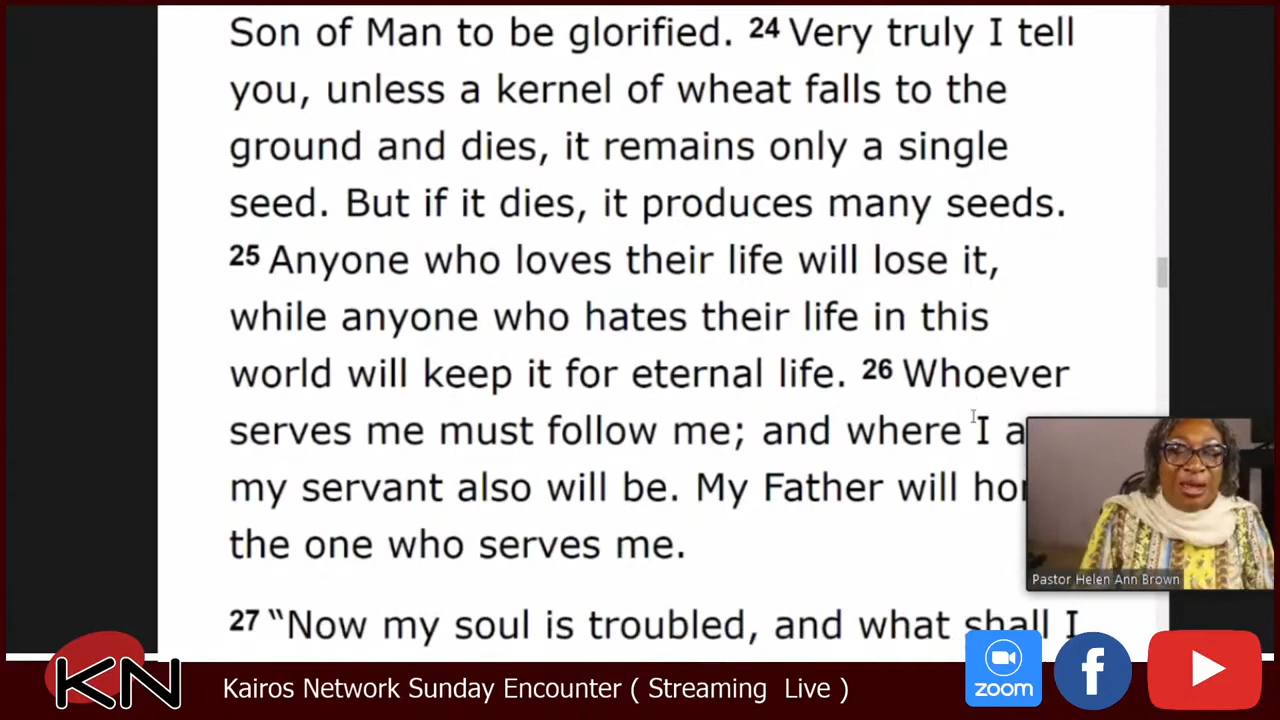 Son of Man to be glorified. 24 Very truly I tell
you, unless a kernel of wheat falls to the
ground and dies, it remains only a single
seed. But if it dies, it produces many seeds.
25 Anyone who loves their life will lose it,
while anyone who hates their life in this
world will keep it for eternal life. 26 Whoever
serves me must follow me; and where I a
my servant also will be. My Father will ho
the one who serves me.
27 “Now my soul is troubled, and what shall I
Pastor Helen Ann Brown
KN
Kairos Network Sunday Encounter ( Streaming Live )
zoom
f